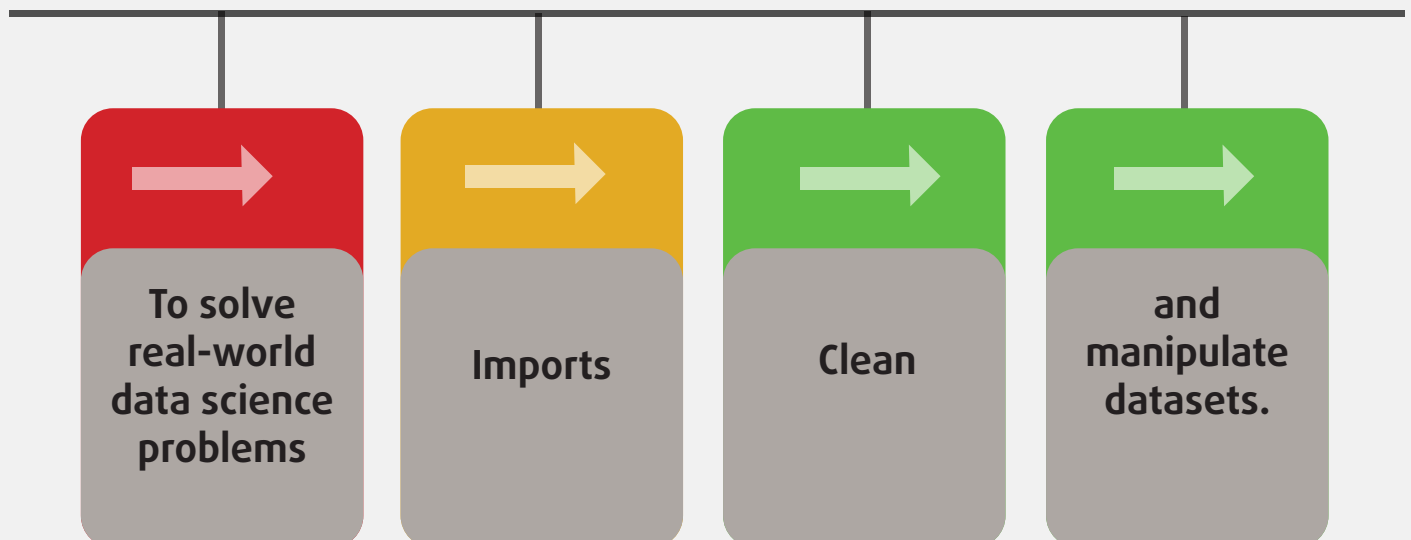 To solve
real-world
data science
problems
Imports
Clean
and
manipulate
datasets.